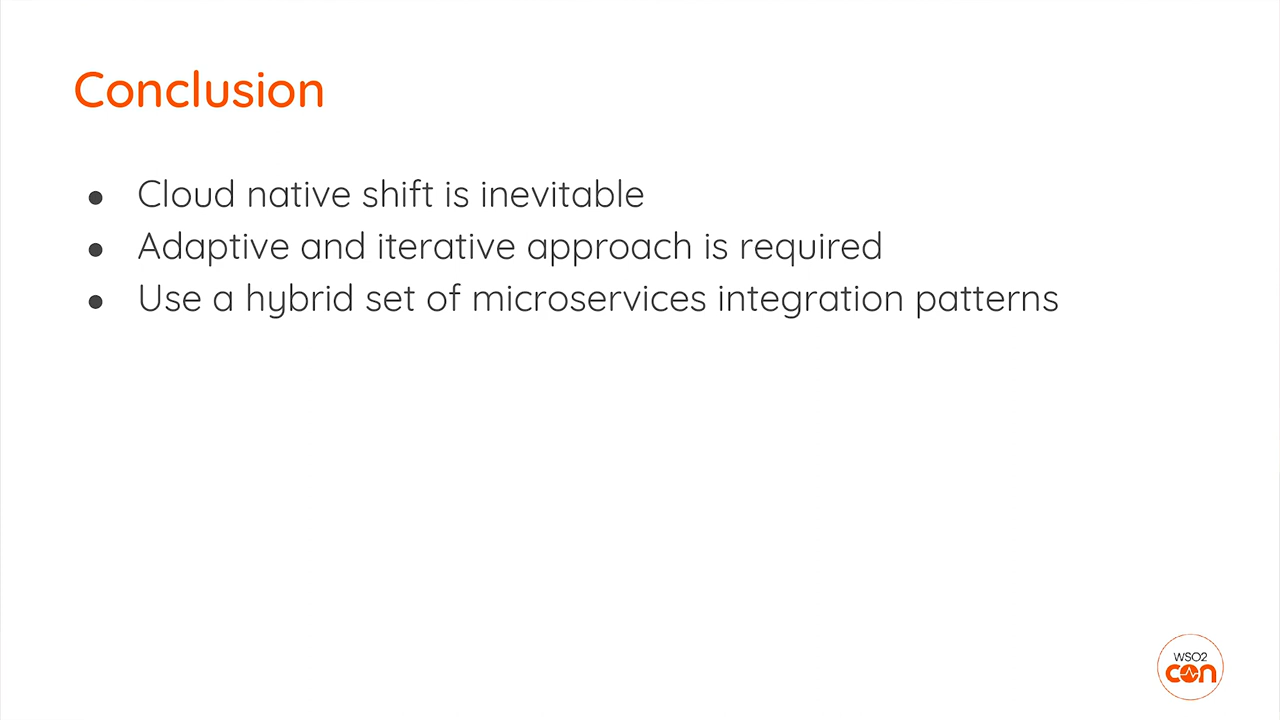 Conclusion
● Cloud native shift is inevitable
● Adaptive and iterative approach is required
● Use a hybrid set of microservices integration patterns
WSO2
con